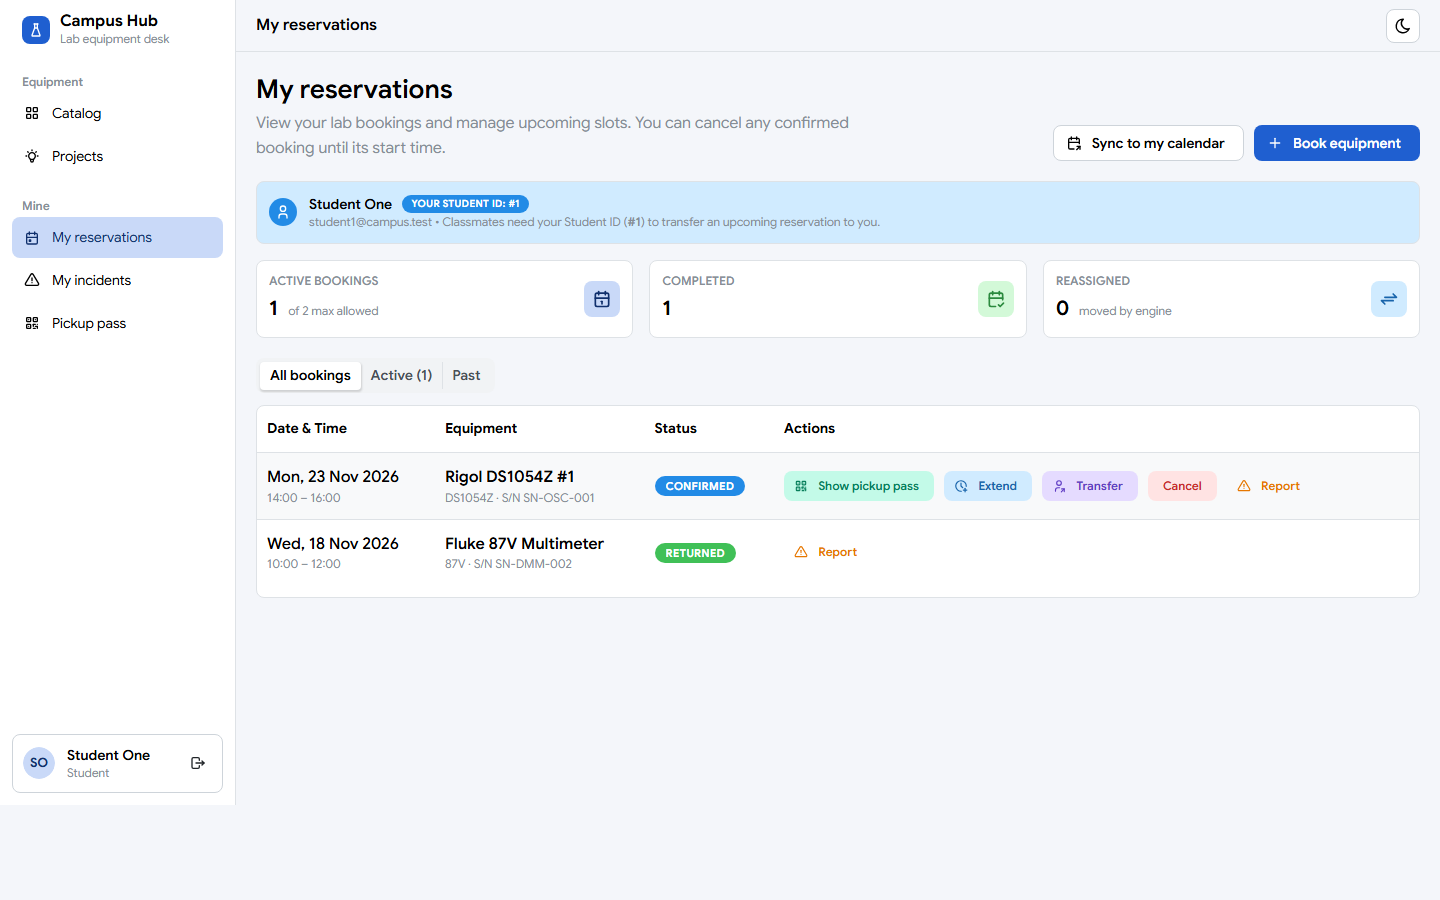 Campus Hub
Lab equipment desk
Equipment
Catalog
Projects
Mine
My reservations
My incidents
Pickup pass
SO
Student One
Student
My reservations
My reservations
View your lab bookings and manage upcoming slots. You can cancel any confirmed
booking until its start time.
Sync to my calendar
Book equipment
Student One
YOUR STUDENT ID: #1
student1@campus.test • Classmates need your Student ID (#1) to transfer an upcoming reservation to you.
ACTIVE BOOKINGS
1 of 2 max allowed
COMPLETED
1
REASSIGNED
0 moved by engine
All bookings
Active (1)
Past
Date & Time
Equipment
Status
Actions
Mon, 23 Nov 2026
14:00 – 16:00
Rigol DS1054Z #1
DS1054Z · S/N SN-OSC-001
CONFIRMED
Show pickup pass
Extend
Transfer
Cancel
Report
Wed, 18 Nov 2026
10:00 – 12:00
Fluke 87V Multimeter
87V · S/N SN-DMM-002
RETURNED
Report